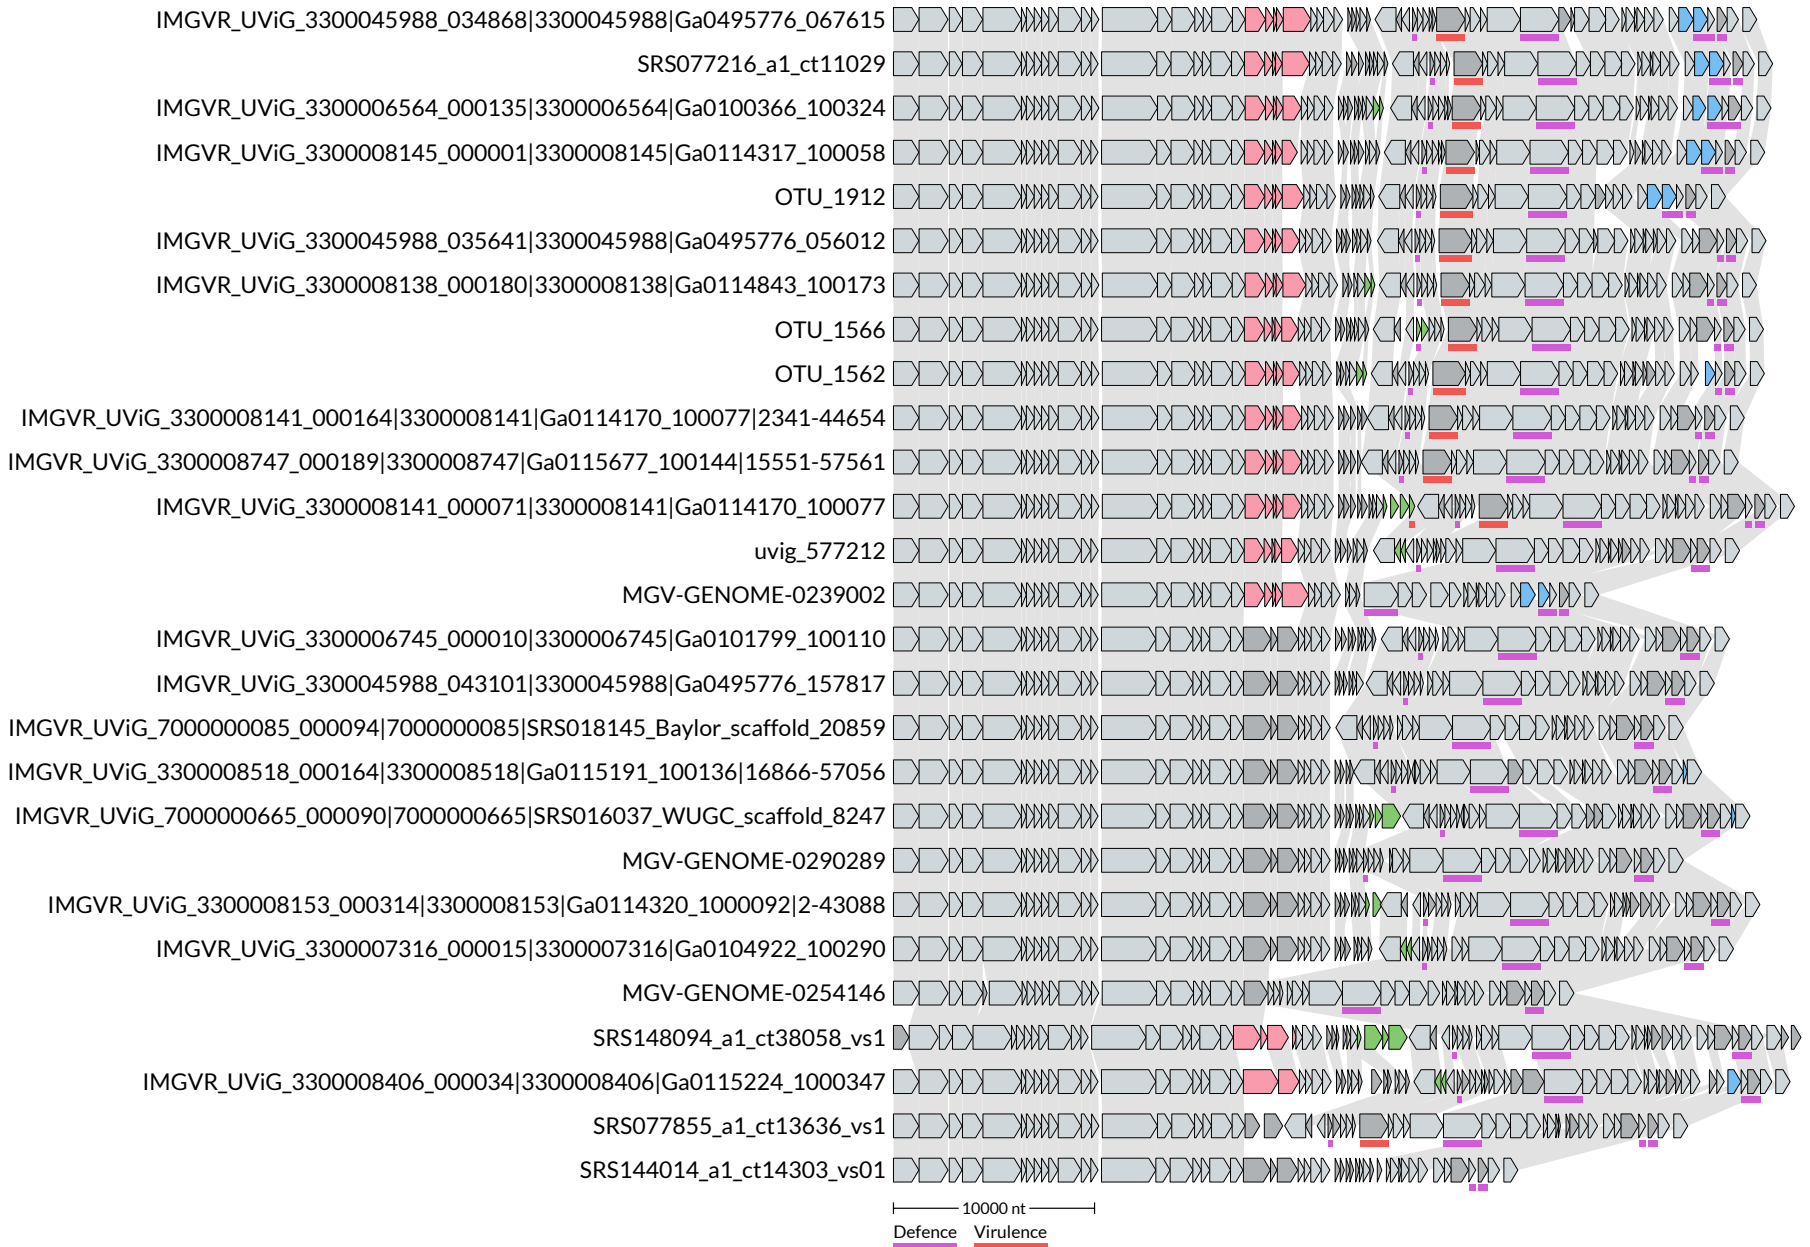 IMGVR_UViG_3300045988_034868|3300045988|Ga0495776_067615
SRS077216_a1_ct11029
IMGVR_UViG_3300006564_000135|3300006564|Ga0100366_100324
IMGVR_UViG_3300008145_000001|3300008145|Ga0114317_100058
OTU_1912
IMGVR_UViG_3300045988_035641|3300045988|Ga0495776_056012
IMGVR_UViG_3300008138_000180|3300008138|Ga0114843_100173
OTU_1566
OTU_1562
IMGVR_UViG_3300008141_000164|3300008141|Ga0114170_100077|2341-44654
IMGVR_UViG_3300008747_000189|3300008747|Ga0115677_100144|15551-57561
IMGVR_UViG_3300008141_000071|3300008141|Ga0114170_100077
uvig_577212
MGV-GENOME-0239002
IMGVR_UViG_3300006745_000010|3300006745|Ga0101799_100110
IMGVR_UViG_3300045988_043101|3300045988|Ga0495776_157817
IMGVR_UViG_7000000085_000094|7000000085|SRS018145_Baylor_scaffold_20859
IMGVR_UViG_3300008518_000164|3300008518|Ga0115191_100136|16866-57056
IMGVR_UViG_7000000665_000090|7000000665|SRS016037_WUGC_scaffold_8247
MGV-GENOME-0290289
IMGVR_UViG_3300008153_000314|3300008153|Ga0114320_1000092|2-43088
IMGVR_UViG_3300007316_000015|3300007316|Ga0104922_100290
MGV-GENOME-0254146
SRS148094_a1_ct38058_vs1
IMGVR_UViG_3300008406_000034|3300008406|Ga0115224_1000347
SRS077855_a1_ct13636_vs1
SRS144014_a1_ct14303_vs01
10000 nt
Defence Virulence